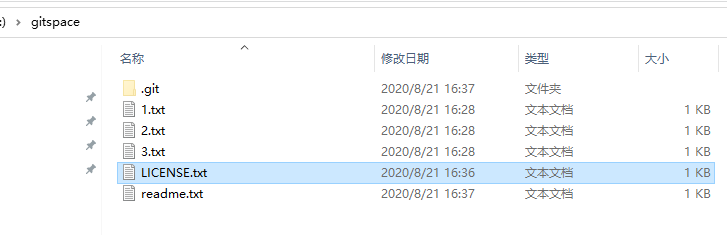 :) > gitspace
名称 修改日期 类型 大小
.git 2020/8/21 16:37 文件夹
1.txt 2020/8/21 16:28 文本文档 1 KB
2.txt 2020/8/21 16:28 文本文档 1 KB
3.txt 2020/8/21 16:28 文本文档 1 KB
LICENSE.txt 2020/8/21 16:36 文本文档 1 KB
readme.txt 2020/8/21 16:37 文本文档 1 KB